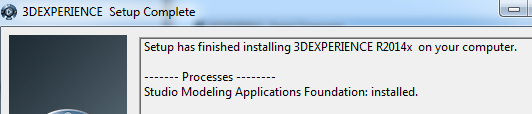 3DEXPERIENCE Setup Complete
Setup has finished installing 3DEXPERIENCE R2014x on your computer.
------- Processes --------
Studio Modeling Applications Foundation: installed.